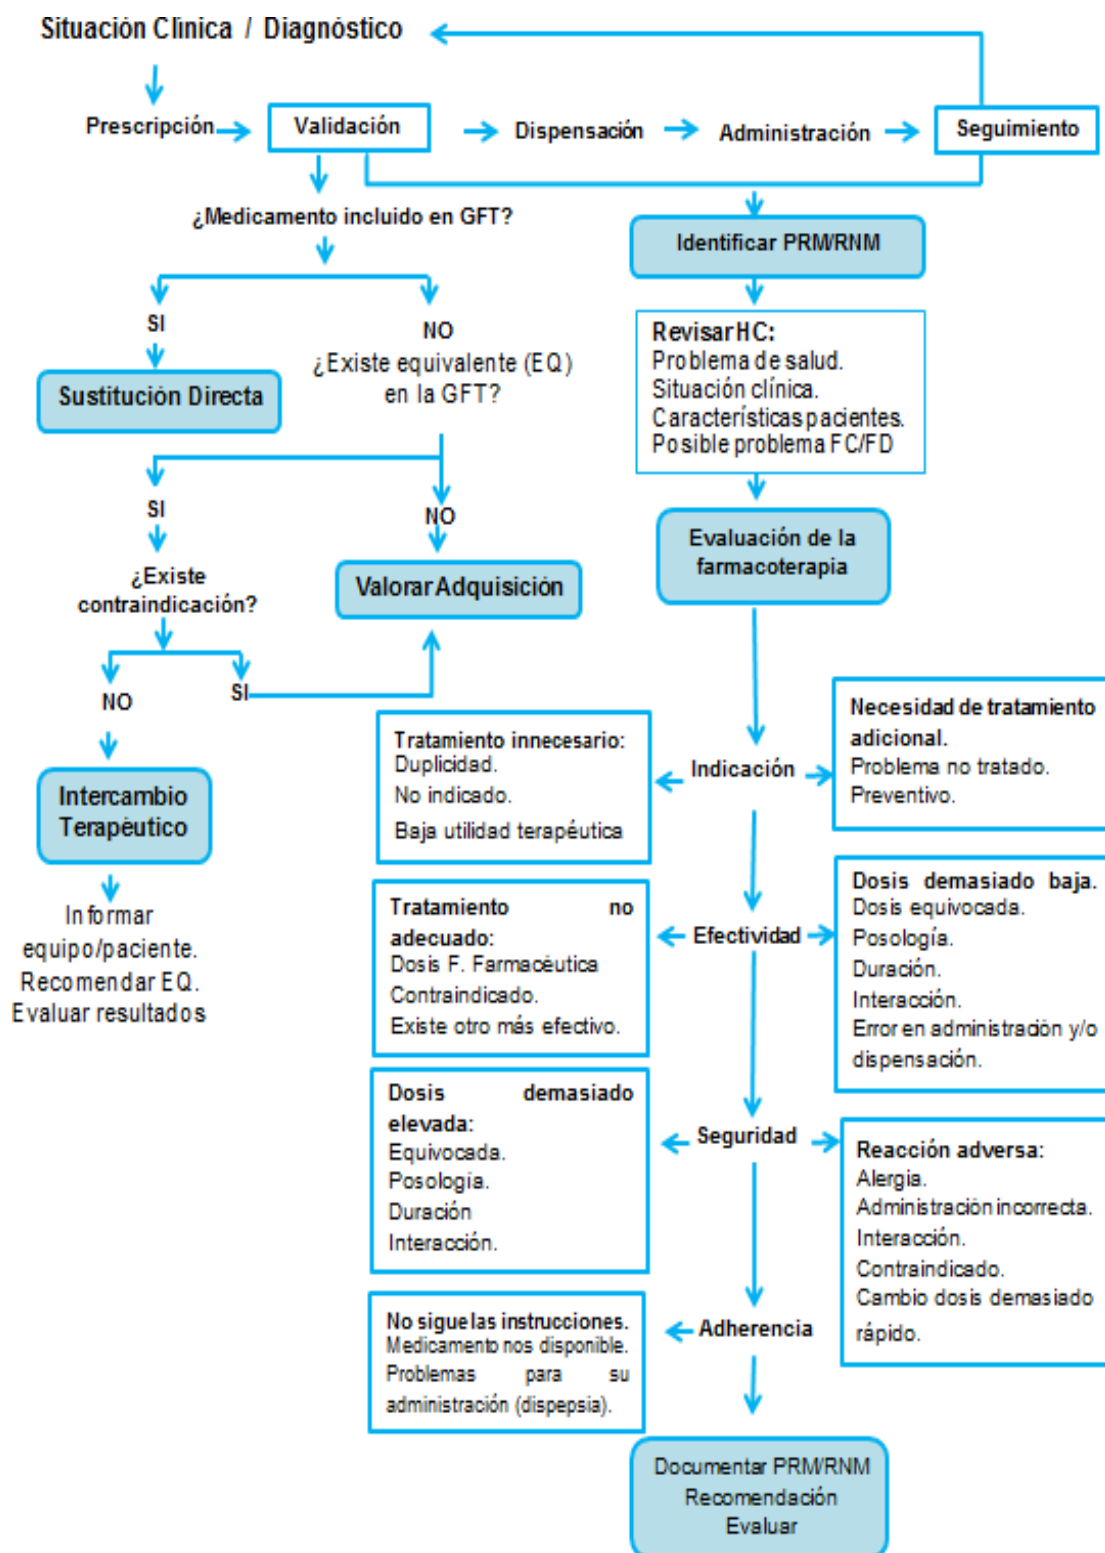 Situación Clínica / Diagnóstico
Prescripción
Validación
Dispensación
Administración
Seguimiento
¿Medicamento incluido en GFT?
SI
Sustitución Directa
NO
¿Existe equivalente (EQ)
en la GFT?
SI
¿Existe
contraindicación?
NO
Valorar Adquisición
NO
SI
Intercambio
Terapéutico
Informar
equipo/paciente.
Recomendar EQ.
Evaluar resultados
Identificar PRM/RNM
Revisar HC:
Problema de salud.
Situación clínica.
Características pacientes.
Posible problema FC/FD
Evaluación de la
farmacoterapia
Indicación
Tratamiento innecesario:
Duplicidad.
No indicado.
Baja utilidad terapéutica
Necesidad de tratamiento
adicional.
Problema no tratado.
Preventivo.
Efectividad
Tratamiento no
adecuado:
Dosis F. Farmacéutica
Contraindicado.
Existe otro más efectivo.
Dosis demasiado baja.
Dosis equivocada.
Posología.
Duración.
Interacción.
Error en administración y/o
dispensación.
Seguridad
Dosis demasiado
elevada:
Equivocada.
Posología.
Duración
Interacción.
Reacción adversa:
Alergia.
Administración incorrecta.
Interacción.
Contraindicado.
Cambio dosis demasiado
rápido.
Adherencia
No sigue las instrucciones.
Medicamento nos disponible.
Problemas para su
administración (dispepsia).
Documentar PRM/RNM
Recomendación
Evaluar